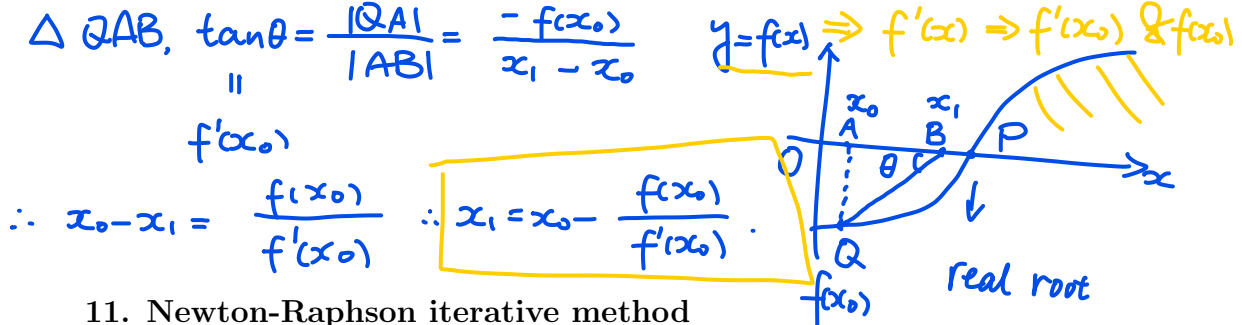 △ QAB, tanθ = |QA| / |AB| = -f(x₀) / (x₁ - x₀)
=
f'(x₀)
∴ x₀ - x₁ = f(x₀) / f'(x₀) ∴ x₁ = x₀ - f(x₀) / f'(x₀).
y = f(x) ⇒ f'(x) ⇒ f'(x₀) & f(x₀)
x₀ x₁
A B P
O θ x
Q
-f(x₀)
real root
11. Newton-Raphson iterative method